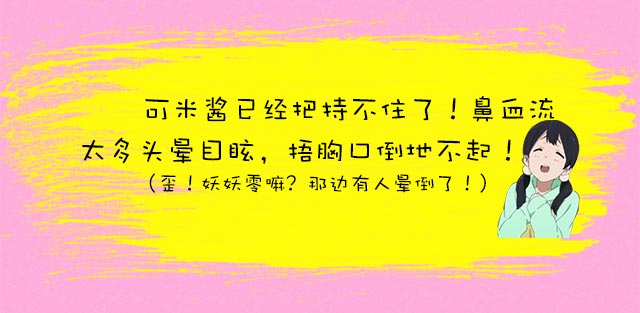 可米酱已经把持不住了！鼻血流
太多头晕目眩，捂胸口倒地不起！
（歪！妖妖零嘛？那边有人晕倒了！）